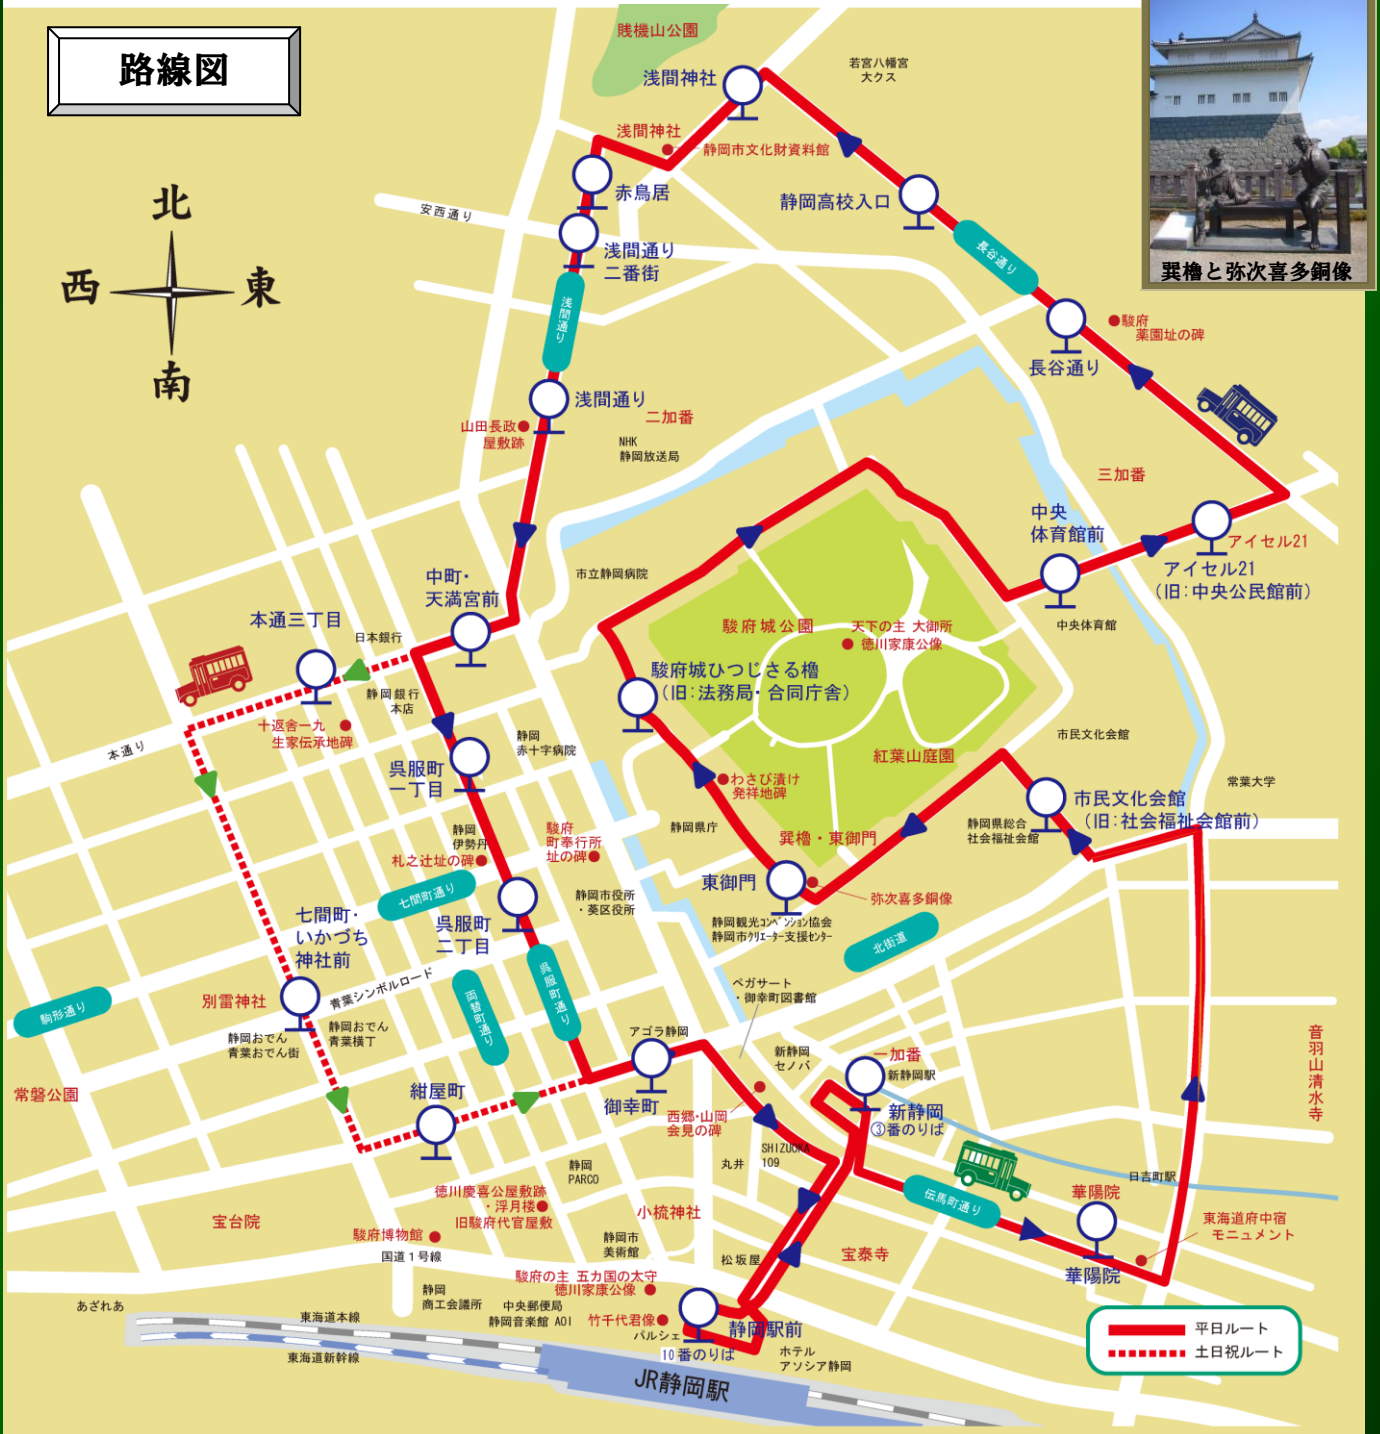 路線図
北
西
東
南
巽櫓と弥次喜多銅像
賤機山公園
浅間神社
若宮八幡宮
大クス
浅間神社
静岡市文化財資料館
赤鳥居
静岡高校入口
安西通り
浅間通り
二番街
長谷通り
浅間通り
駿府
薬園址の碑
長谷通り
浅間通り
二加番
山田長政
屋敷跡
NHK
静岡放送局
三加番
中央
体育館前
アイセル21
アイセル21
（旧：中央公民館前）
中央体育館
市立静岡病院
中町・
天満宮前
本通三丁目
日本銀行
駿府城公園
天下の主 大御所
徳川家康公像
駿府城ひつじさる櫓
（旧：法務局・合同庁舎）
静岡銀行
本店
十返舎一九
生家伝承地碑
本通り
静岡
赤十字病院
呉服町
一丁目
紅葉山庭園
市民文化会館
わさび漬け
発祥地碑
常葉大学
市民文化会館
（旧：社会福祉会館前）
静岡県総合
社会福祉会館
静岡県庁
巽櫓・東御門
静岡
伊勢丹
駿府
町奉行所
址の碑
札之辻址の碑
東御門
弥次喜多銅像
七間町通り
静岡市役所
・葵区役所
呉服町
二丁目
静岡観光ｺﾝﾍﾞﾝｼｮﾝ協会
静岡市ｸﾘｴｰﾀｰ支援ｾﾝﾀｰ
北街道
七間町・
いかづち
神社前
青葉シンボルロード
呉服町通り
両替町通り
別雷神社
駒形通り
静岡おでん
青葉おでん街
静岡おでん
青葉横丁
ペガサート
・御幸町図書館
アゴラ静岡
新静岡
セノバ
一加番
新静岡駅
音羽山清水寺
常磐公園
紺屋町
御幸町
新静岡
③番のりば
西郷・山岡
会見の碑
SHIZUOKA
109
丸井
静岡
PARCO
日吉町駅
伝馬町通り
華陽院
徳川慶喜公屋敷跡
・浮月楼
旧駿府代官屋敷
小梳神社
宝台院
駿府博物館
国道１号線
静岡市
美術館
松坂屋
宝泰寺
東海道府中宿
モニュメント
華陽院
駿府の主 五カ国の太守
徳川家康公像
静岡
商工会議所
中央郵便局
静岡音楽館 AOI
竹千代君像
パルシェ
静岡駅前
10番のりば
ホテル
アソシア静岡
あざれあ
東海道本線
東海道新幹線
JR静岡駅
平日ルート
土日祝ルート